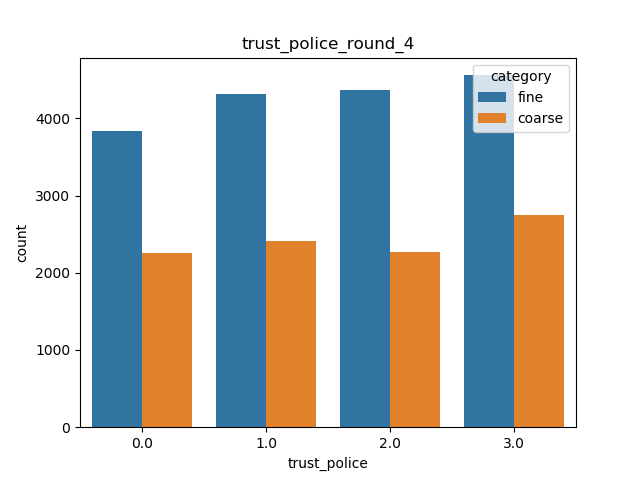 trust_police_round_4
category
fine
coarse
4000
3000
2000
1000
0
count
0.0 1.0 2.0 3.0
trust_police